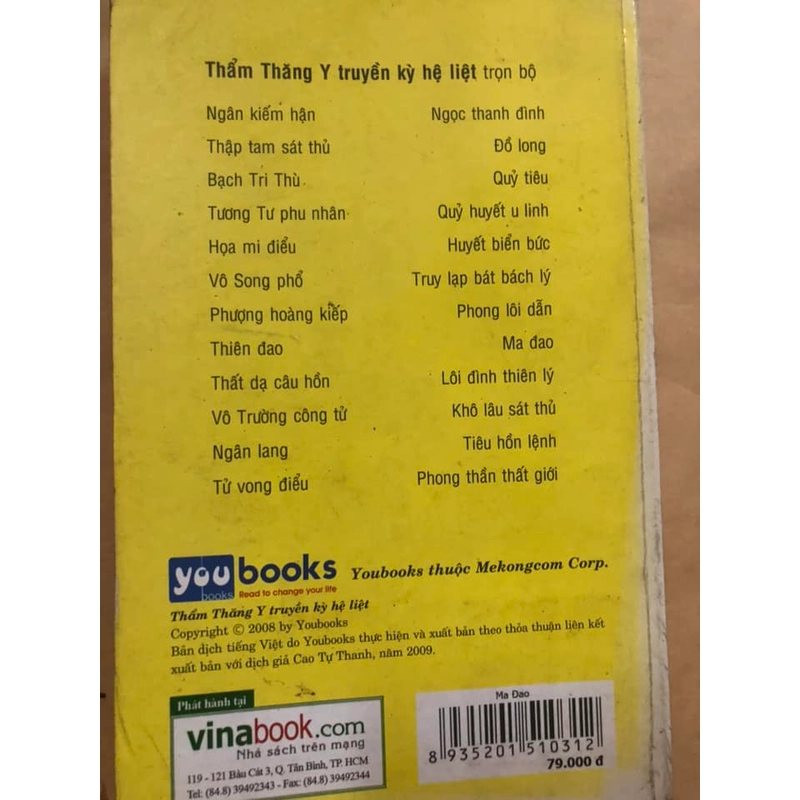 Thẩm Thăng Y truyền kỳ hệ liệt trọn bộ
Ngân kiếm hận
Thập tam sát thủ
Bạch Tri Thù
Tương Tư phu nhân
Họa mi điểu
Vô Song phổ
Phượng hoàng kiếp
Thiên đao
Thất dạ câu hồn
Vô Trường công tử
Ngân lang
Tử vong điểu
Ngọc thanh đình
Đồ long
Quỷ tiêu
Quỷ huyết u linh
Huyết biển bức
Truy lạp bát bách lý
Phong lôi dẫn
Ma đao
Lôi đình thiên lý
Khô lâu sát thủ
Tiêu hồn lệnh
Phong thần thất giới
you books
books
Read to change your life
Youbooks thuộc Mekongcom Corp.
Thẩm Thăng Y truyền kỳ hệ liệt
Copyright © 2008 by Youbooks
Bản dịch tiếng Việt do Youbooks thực hiện và xuất bản theo thỏa thuận liên kết
xuất bản với dịch giả Cao Tự Thanh, năm 2009.
Phát hành tại
vinabook.com
Nhà sách trên mạng
119 - 121 Bàu Cát 3, Q. Tân Bình, TP. HCM
Tel: (84.8) 39492343 - Fax: (84.8) 39492344
Ma Đao
8 935201 510312
79.000 đ